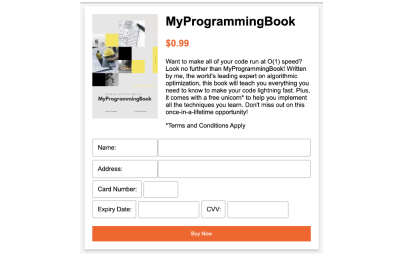 MyProgrammingBook
$0.99
Want to make all of your code run at O(1) speed?
Look no further than MyProgrammingBook! Written
by me, the world's leading expert on algorithmic
optimization, this book will teach you everything you
need to know to make your code lightning fast. Plus,
it comes with a free unicorn* to help you implement
all the techniques you learn. Don't miss out on this
once-in-a-lifetime opportunity!
*Terms and Conditions Apply
MyProgrammingBook
Name:
Address:
Card Number:
Expiry Date: CVV:
Buy Now